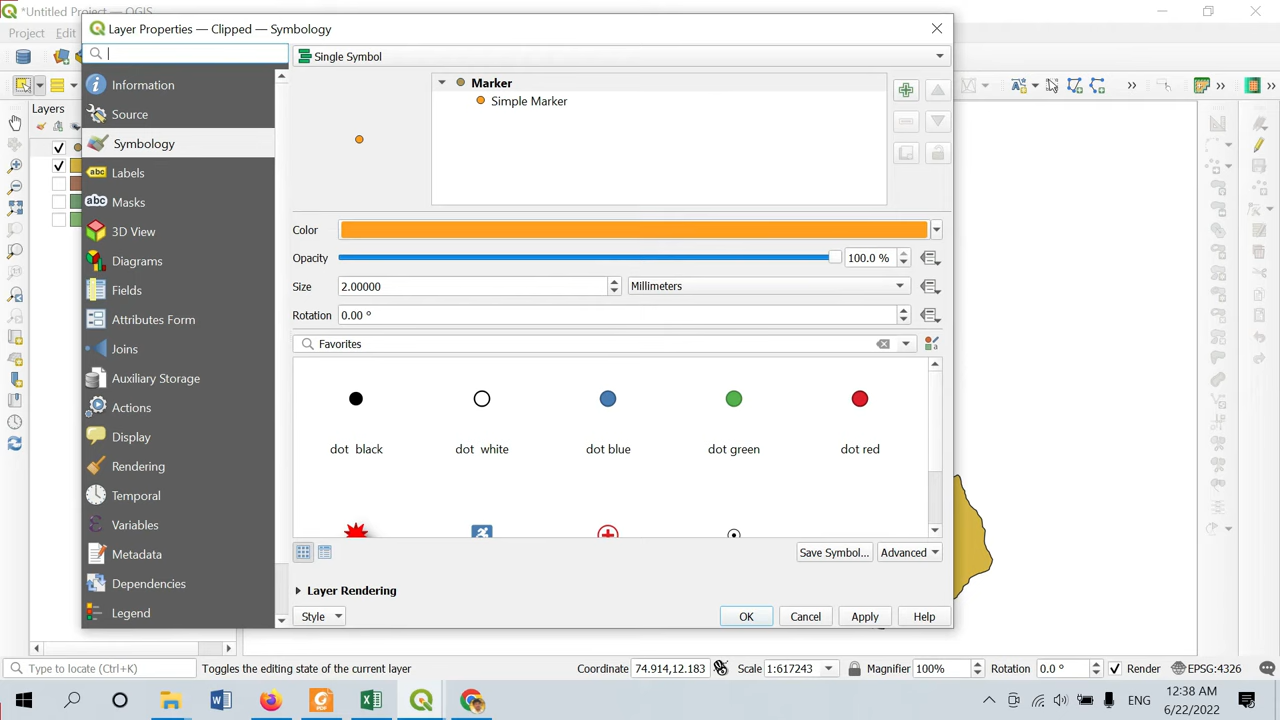 *Untitled Project — QGIS
Layer Properties — Clipped — Symbology
Project
Layers
Information
Source
Symbology
Labels
Masks
3D View
Diagrams
Fields
Attributes Form
Joins
Auxiliary Storage
Actions
Display
Rendering
Temporal
Variables
Metadata
Dependencies
Legend
Single Symbol
Marker
Simple Marker
Color
Opacity 100.0 %
Size 2.00000 Millimeters
Rotation 0.00 °
Favorites
dot black dot white dot blue dot green dot red
Save Symbol... Advanced
Layer Rendering
Style OK Cancel Apply Help
Type to locate (Ctrl+K) Toggles the editing state of the current layer Coordinate 74.914,12.183 Scale 1:617243 Magnifier 100% Rotation 0.0 ° Render EPSG:4326
ENG
12:38 AM
6/22/2022